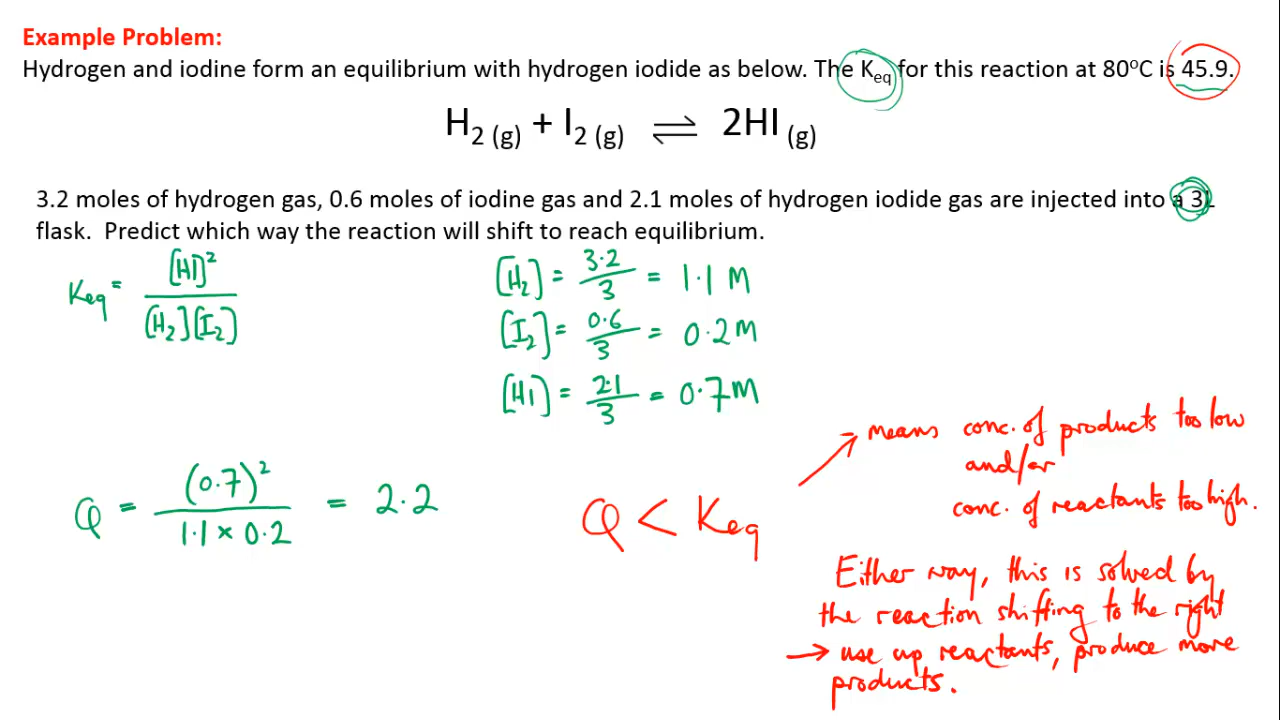 Example Problem:
Hydrogen and iodine form an equilibrium with hydrogen iodide as below. The Keq for this reaction at 80°C is 45.9.
H2 (g) + I2 (g) ⇌ 2HI (g)
3.2 moles of hydrogen gas, 0.6 moles of iodine gas and 2.1 moles of hydrogen iodide gas are injected into a 3L
flask. Predict which way the reaction will shift to reach equilibrium.
Keq = [HI]² / [H2][I2]
[H2] = 3.2/3 = 1.1 M
[I2] = 0.6/3 = 0.2M
[HI] = 2.1/3 = 0.7M
Q = (0.7)² / 1.1 × 0.2 = 2.2
Q < Keq
→ means conc. of products too low
and/or
conc. of reactants too high.
Either way, this is solved by
the reaction shifting to the right
→ use up reactants, produce more
products.